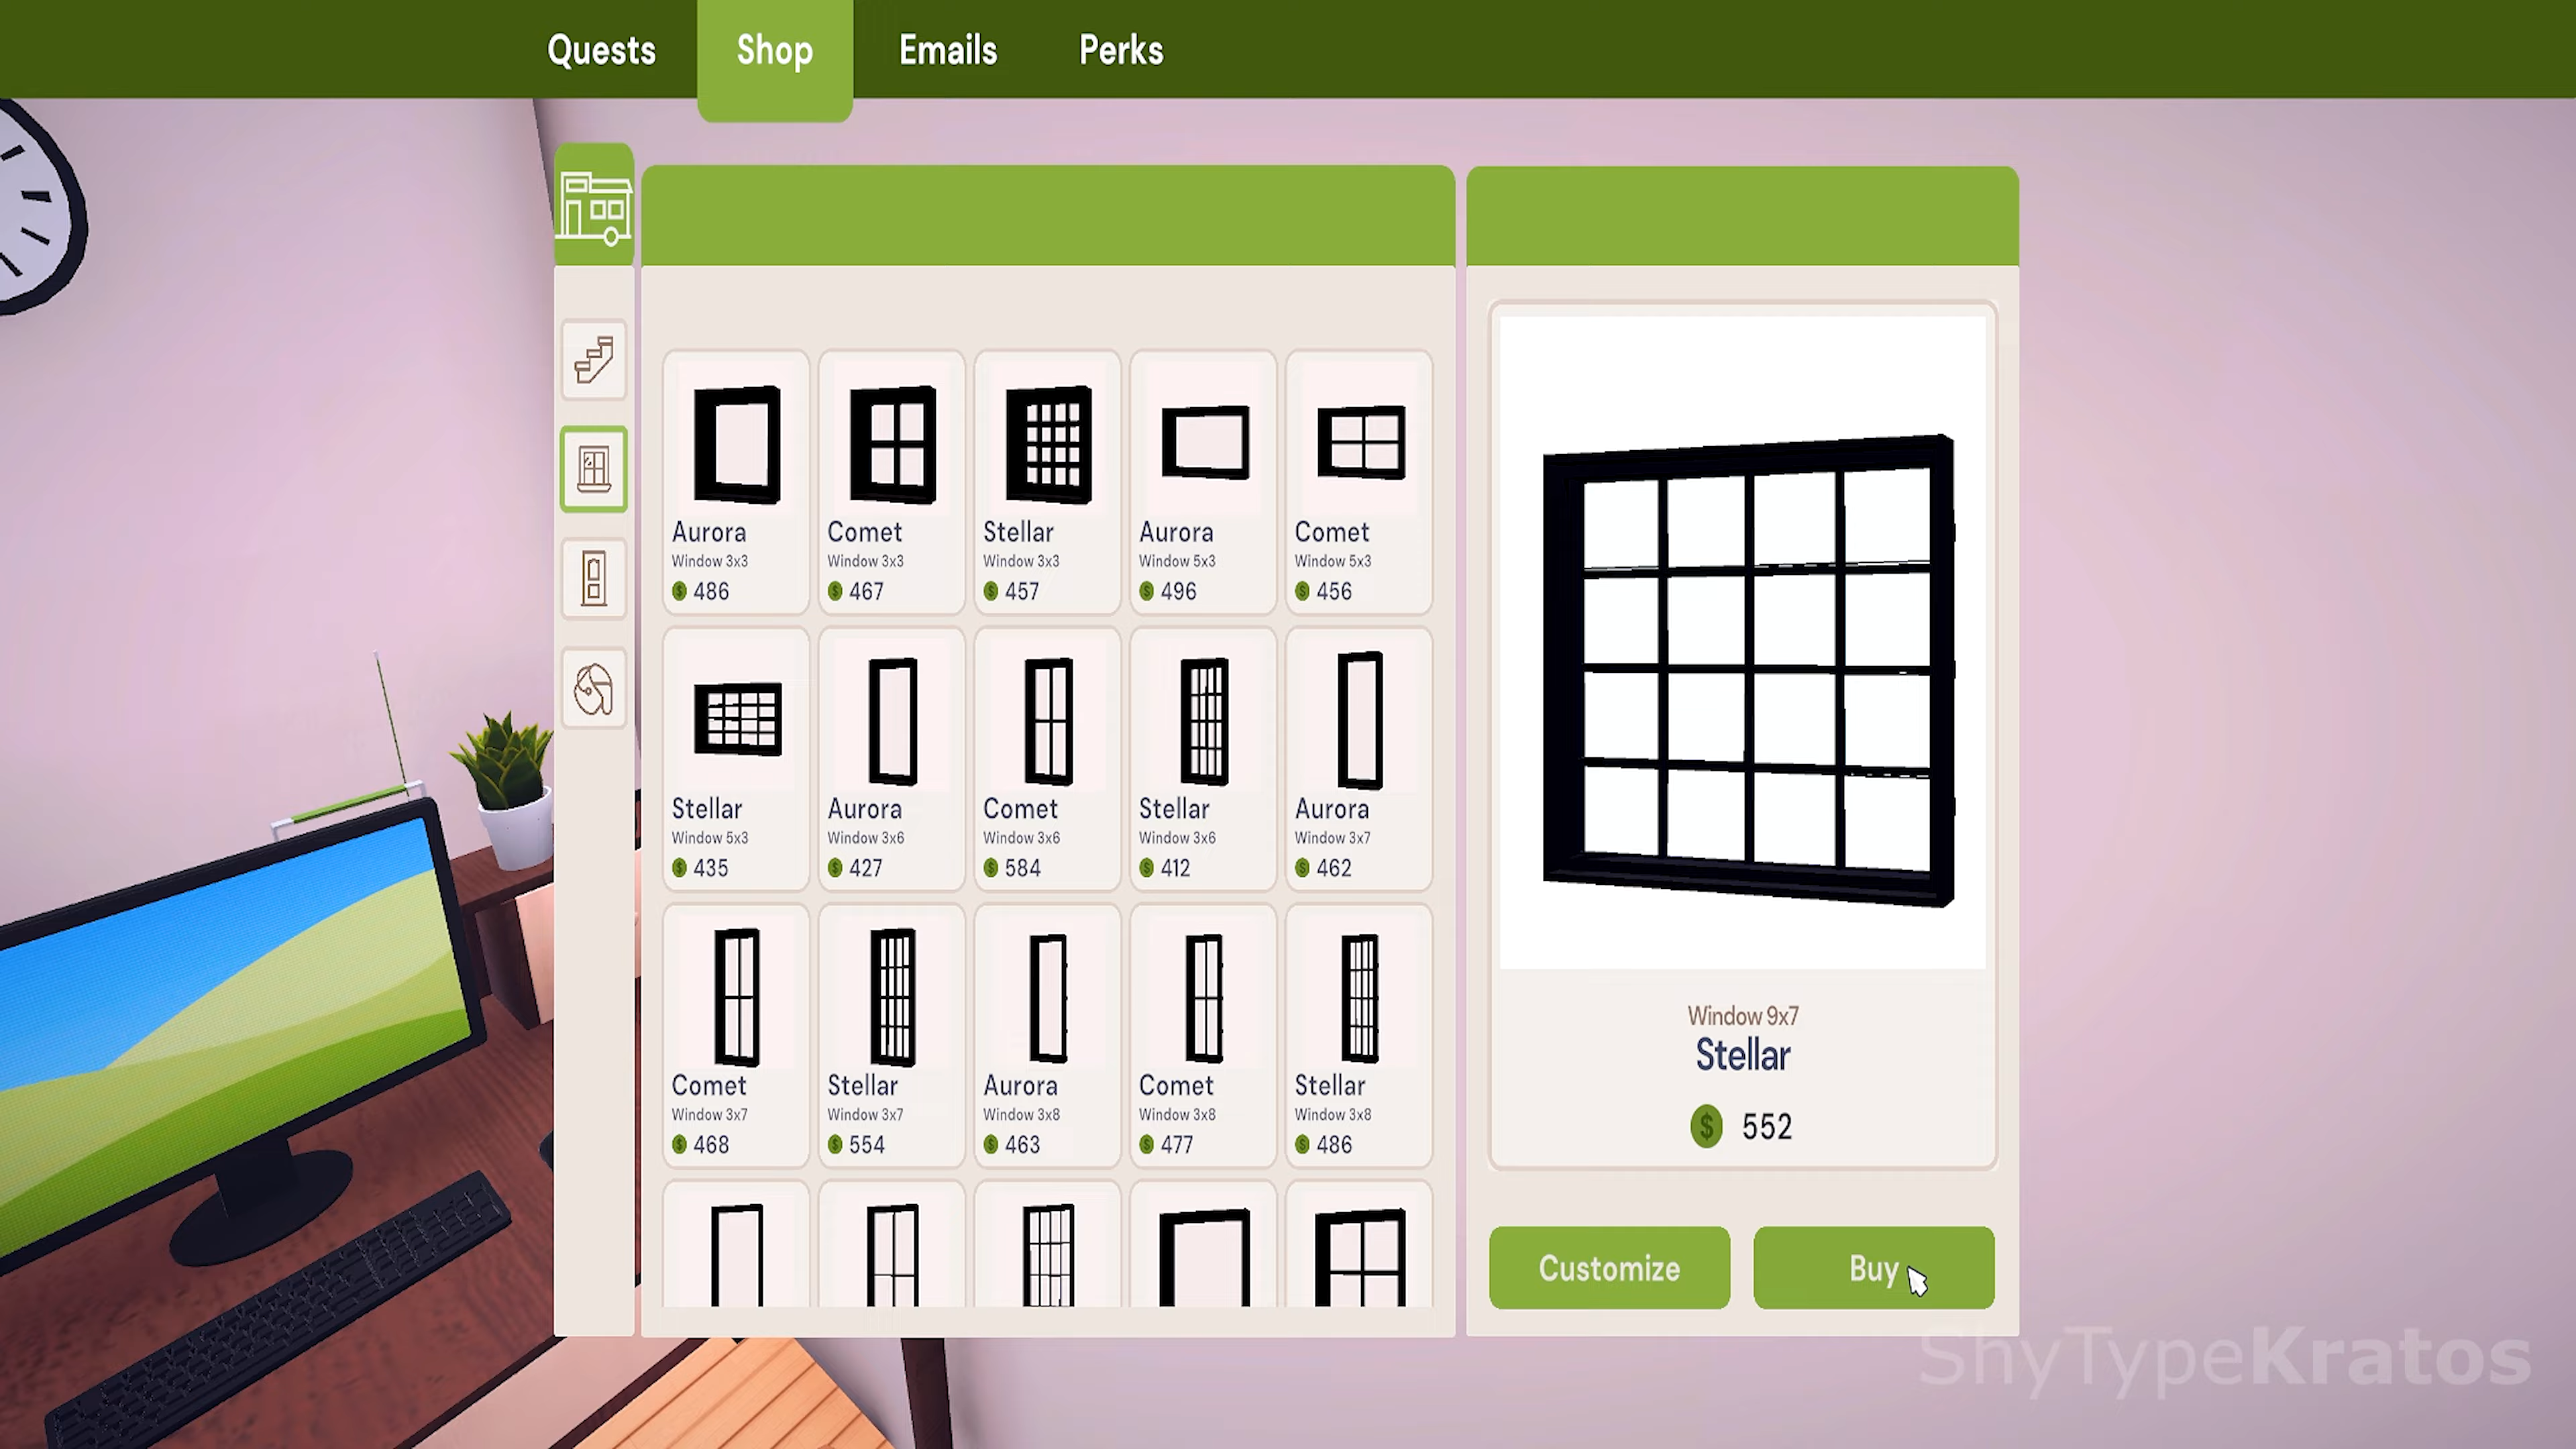 Quests Shop Emails Perks
Aurora
Window 3x3
$ 486
Comet
Window 3x3
$ 467
Stellar
Window 3x3
$ 457
Aurora
Window 5x3
$ 496
Comet
Window 5x3
$ 456
Stellar
Window 5x3
$ 435
Aurora
Window 3x6
$ 427
Comet
Window 3x6
$ 584
Stellar
Window 3x6
$ 412
Aurora
Window 3x7
$ 462
Comet
Window 3x7
$ 468
Stellar
Window 3x7
$ 554
Aurora
Window 3x8
$ 463
Comet
Window 3x8
$ 477
Stellar
Window 3x8
$ 486
Window 9x7
Stellar
$ 552
Customize
Buy
ShyTypeKratos